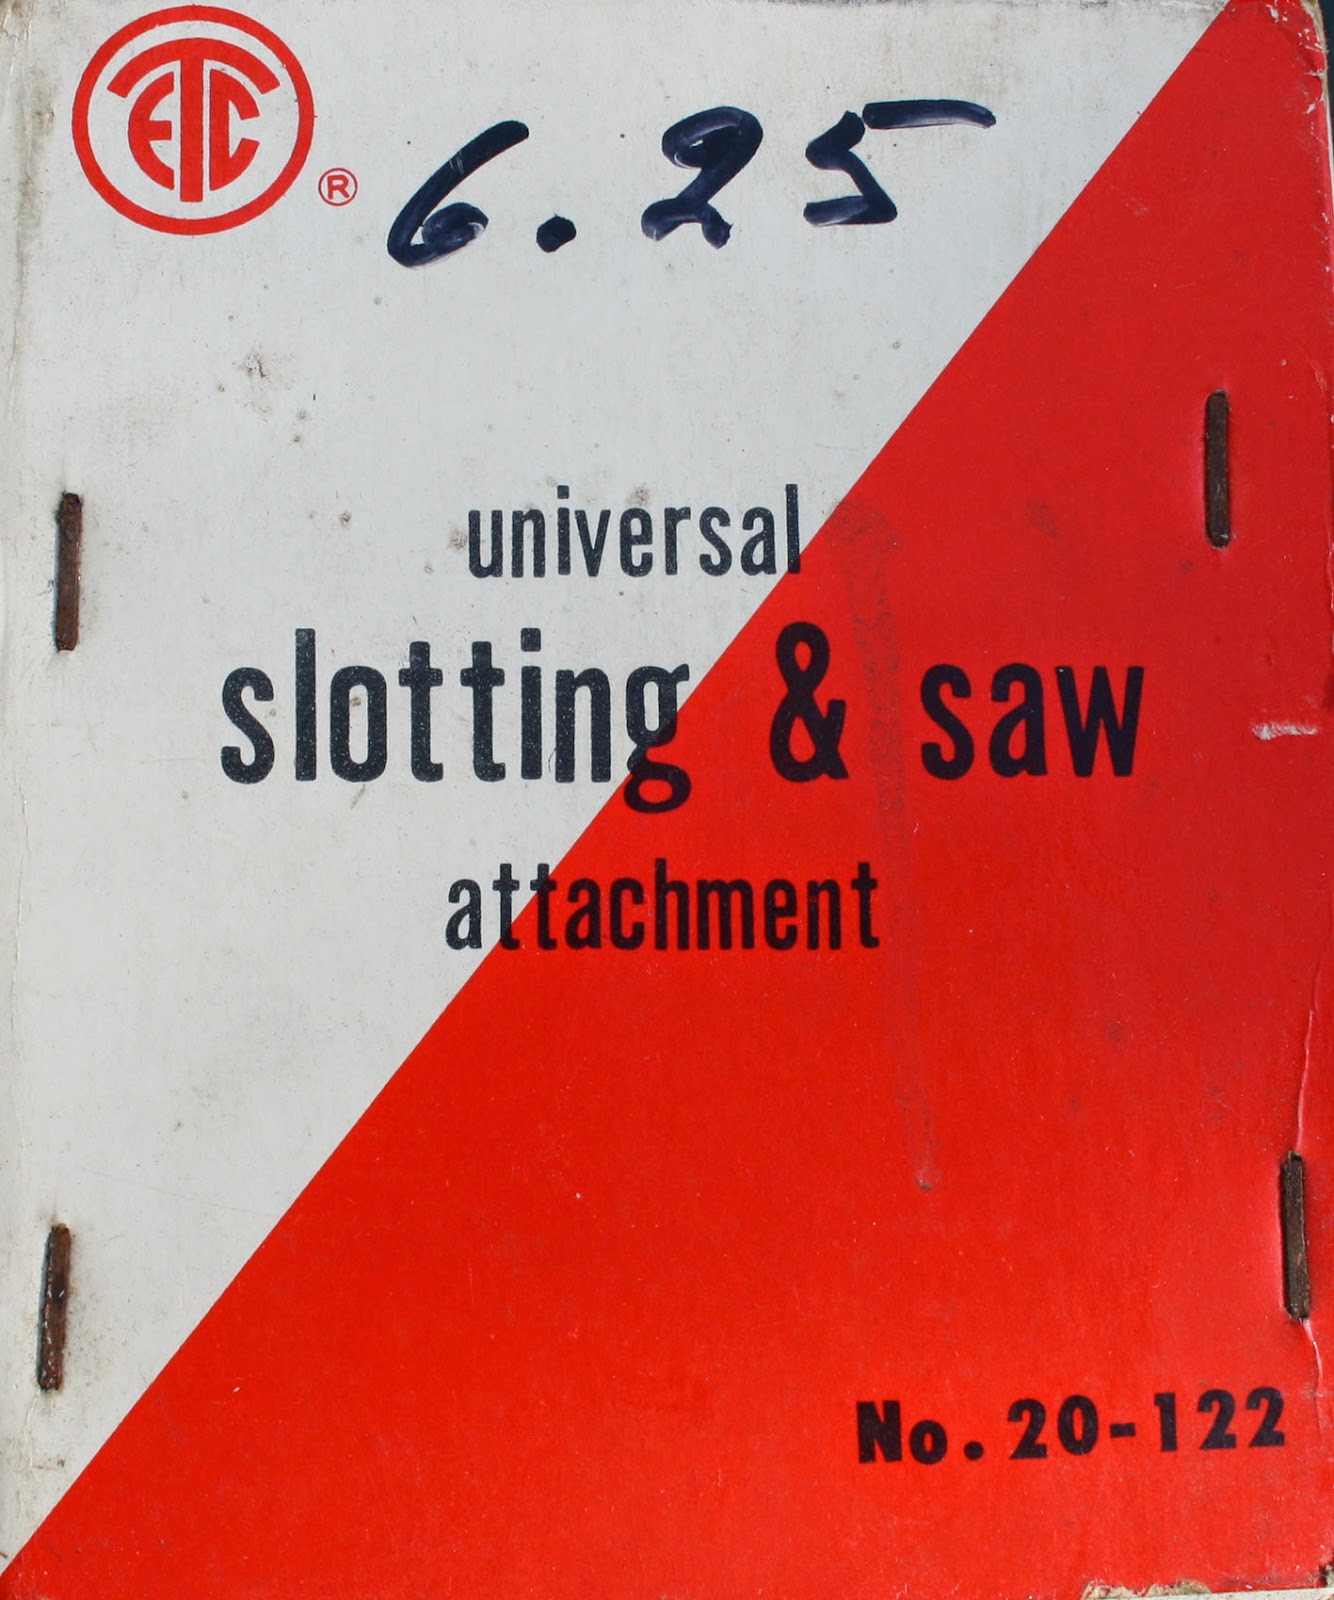 ETC ® 6.25
universal
slotting & saw
attachment
No. 20-122